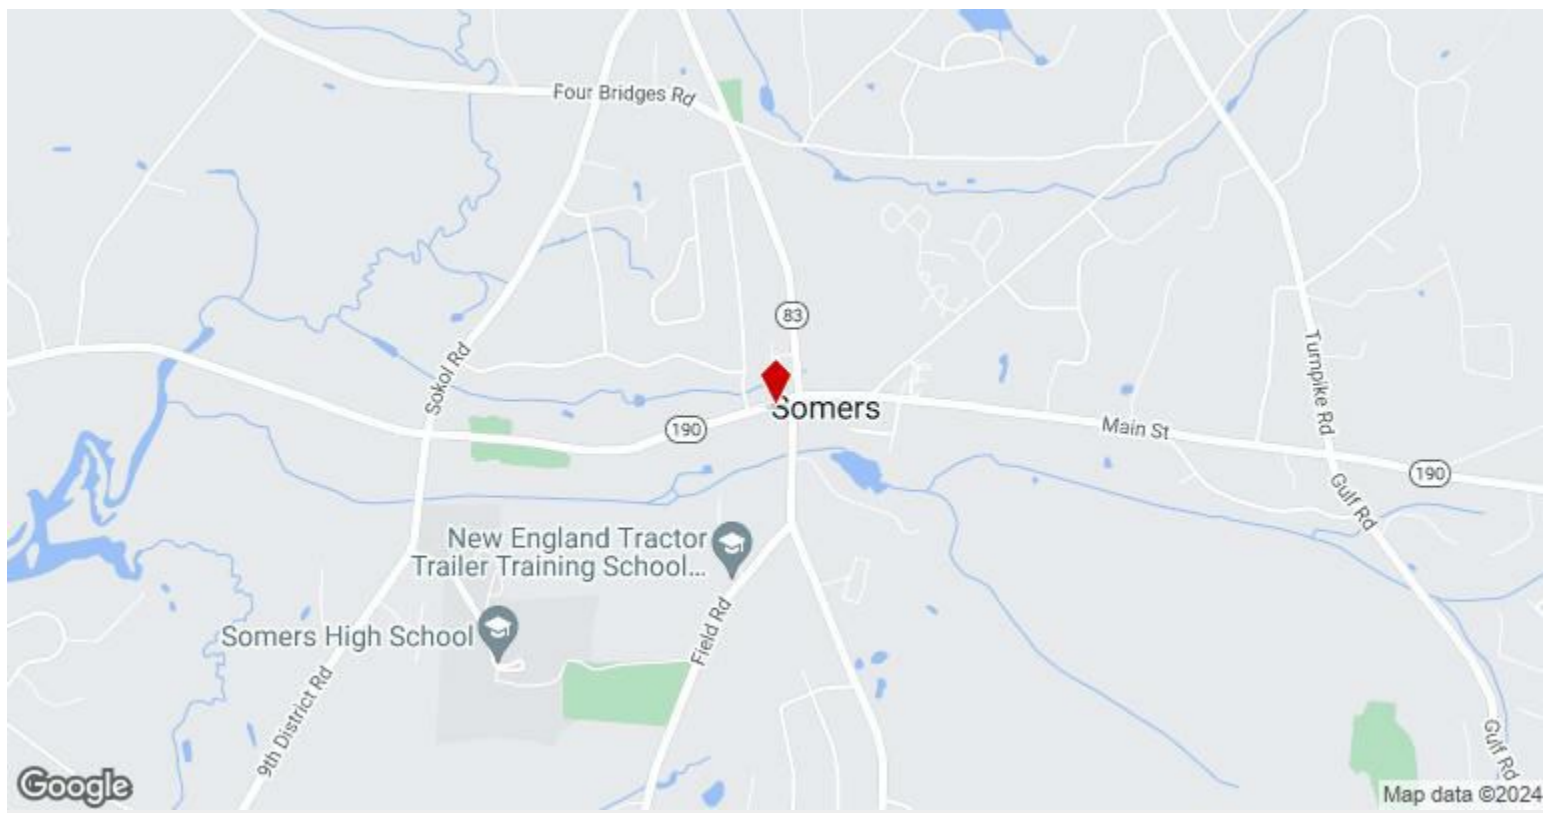 Four Bridges Rd
83
Sokol Rd
Turnpike Rd
Somers
190
Main St
190
Gulf Rd
New England Tractor
Trailer Training School...
Somers High School
Field Rd
9th District Rd
Gulf Rd
Google
Map data ©2024